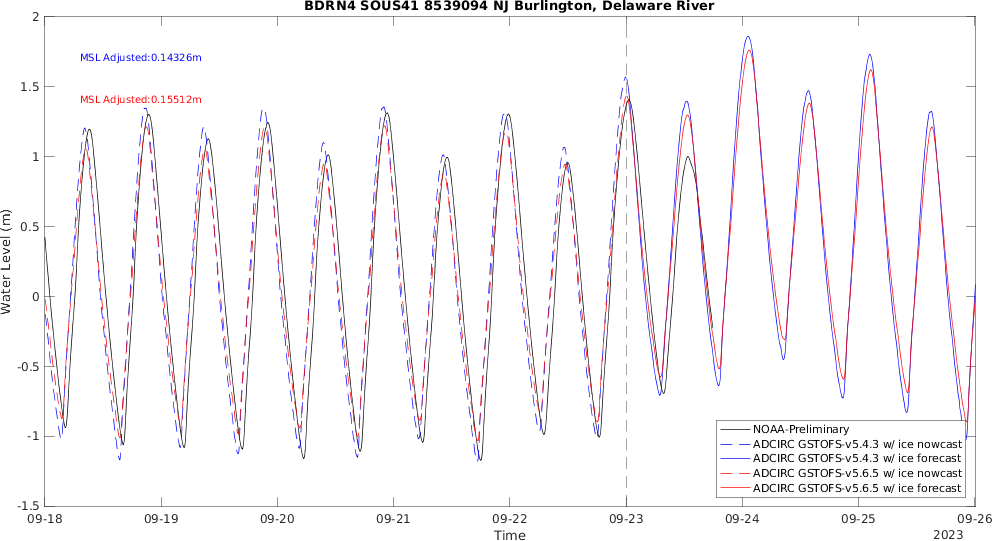 BDRN4 SOUS41 8539094 NJ Burlington, Delaware River
MSL Adjusted:0.14326m
MSL Adjusted:0.15512m
Water Level (m)
2
1.5
1
0.5
0
-0.5
-1
-1.5
NOAA-Preliminary
ADCIRC GSTOFS-v5.4.3 w/ ice nowcast
ADCIRC GSTOFS-v5.4.3 w/ ice forecast
ADCIRC GSTOFS-v5.6.5 w/ ice nowcast
ADCIRC GSTOFS-v5.6.5 w/ ice forecast
09-18 09-19 09-20 09-21 09-22 09-23 09-24 09-25 09-26
Time
2023